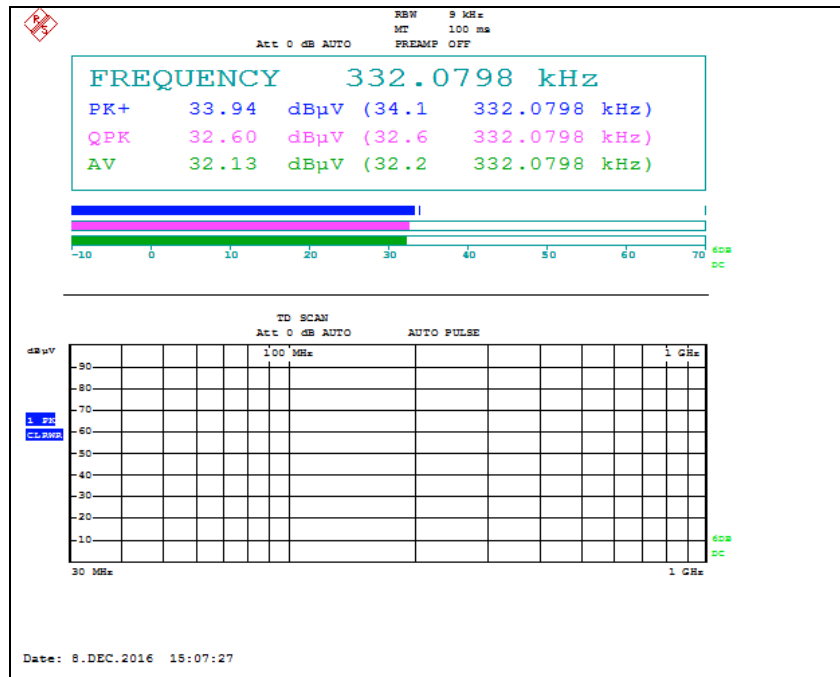 RBW 9 kHz
MT 100 ms
Att 0 dB AUTO PREAMP OFF
FREQUENCY 332.0798 kHz
PK+ 33.94 dBµV (34.1 332.0798 kHz)
QPK 32.60 dBµV (32.6 332.0798 kHz)
AV 32.13 dBµV (32.2 332.0798 kHz)
-10 0 10 20 30 40 50 60 70
6DB
DC
TD SCAN
Att 0 dB AUTO AUTO PULSE
dBµV
100 MHz 1 GHz
90
80
70
1 PK
CLRWR
60
50
40
30
20
10
6DB
DC
30 MHz 1 GHz
Date: 8.DEC.2016 15:07:27